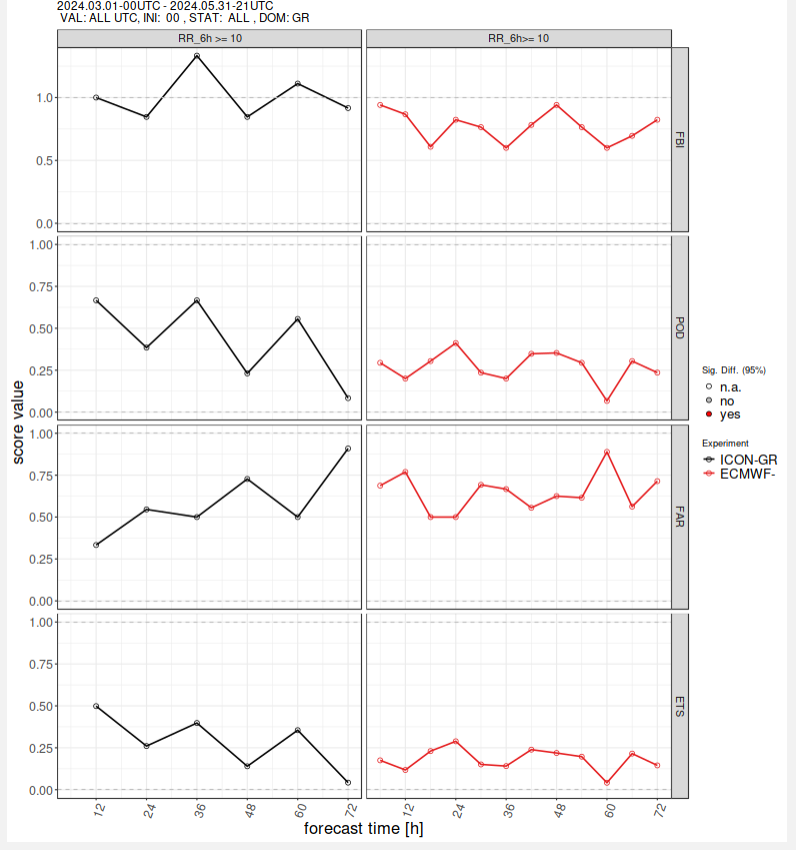 2024.03.01-00UTC - 2024.05.31-21UTC
VAL: ALL UTC, INI: 00 , STAT: ALL , DOM: GR
RR_6h >= 10
RR_6h>= 10
1.0
0.5
0.0
FBI
1.00
0.75
0.50
0.25
0.00
POD
1.00
0.75
0.50
0.25
0.00
FAR
1.00
0.75
0.50
0.25
0.00
ETS
score value
12 24 36 48 60 72
12 24 36 48 60 72
forecast time [h]
Sig. Diff. (95%)
n.a.
no
yes
Experiment
ICON-GR
ECMWF-